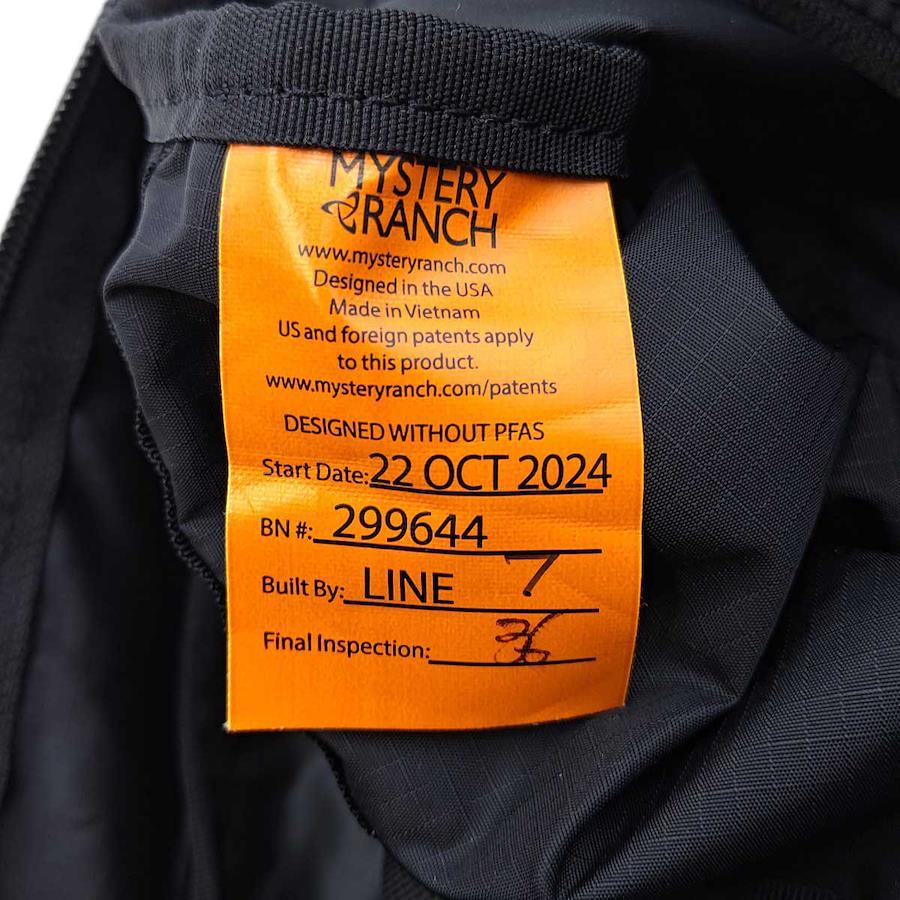 MYSTERY
RANCH
www.mysteryranch.com
Designed in the USA
Made in Vietnam
US and foreign patents apply
to this product.
www.mysteryranch.com/patents
DESIGNED WITHOUT PFAS
Start Date: 22 OCT 2024
BN #: 299644
Built By: LINE 7
Final Inspection: 36